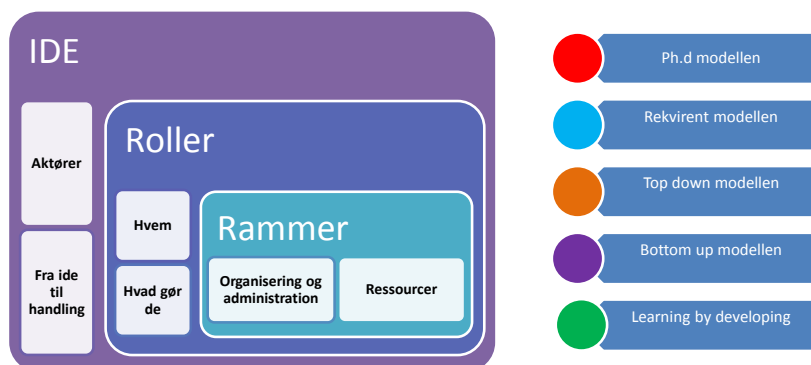 IDE
Aktører
Fra ide
til
handling
Roller
Hvem
Hvad gør
de
Rammer
Organisering og
administration
Ressourcer
Ph.d modellen
Rekvirent modellen
Top down modellen
Bottom up modellen
Learning by developing